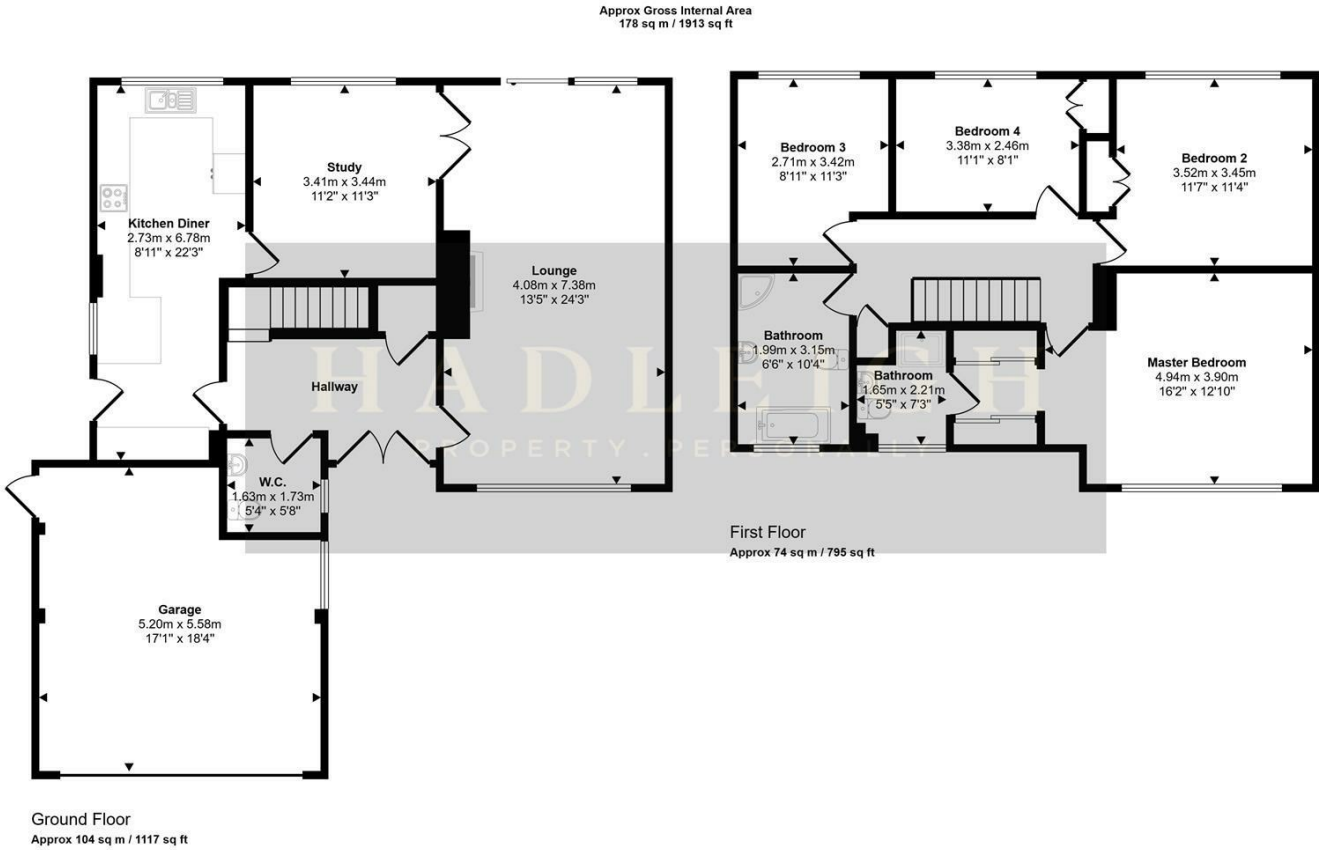 Approx Gross Internal Area
178 sq m / 1913 sq ft
Kitchen Diner
2.73m x 6.78m
8'11" x 22'3"
Study
3.41m x 3.44m
11'2" x 11'3"
Lounge
4.08m x 7.38m
13'5" x 24'3"
Hallway
W.C.
1.63m x 1.73m
5'4" x 5'8"
Garage
5.20m x 5.58m
17'1" x 18'4"
Ground Floor
Approx 104 sq m / 1117 sq ft
Bedroom 3
2.71m x 3.42m
8'11" x 11'3"
Bedroom 4
3.38m x 2.46m
11'1" x 8'1"
Bedroom 2
3.52m x 3.45m
11'7" x 11'4"
Bathroom
1.99m x 3.15m
6'6" x 10'4"
Bathroom
1.65m x 2.21m
5'5" x 7'3"
Master Bedroom
4.94m x 3.90m
16'2" x 12'10"
First Floor
Approx 74 sq m / 795 sq ft
HADLEIGH
PROPERTY . PERSONALLY